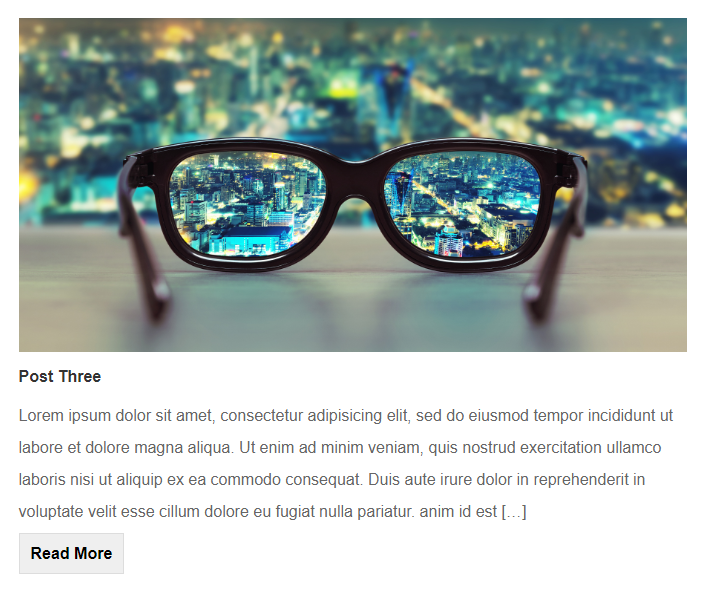 Post Three
Lorem ipsum dolor sit amet, consectetur adipisicing elit, sed do eiusmod tempor incididunt ut
labore et dolore magna aliqua. Ut enim ad minim veniam, quis nostrud exercitation ullamco
laboris nisi ut aliquip ex ea commodo consequat. Duis aute irure dolor in reprehenderit in
voluptate velit esse cillum dolore eu fugiat nulla pariatur. anim id est […]
Read More